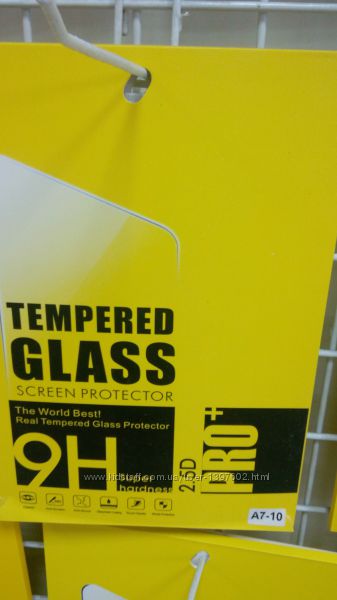 TEMPERED
GLASS
SCREEN PROTECTOR
The World Best!
Real Tempered Glass Protector
9H
hardness
2.5D
PRO+
A7-10